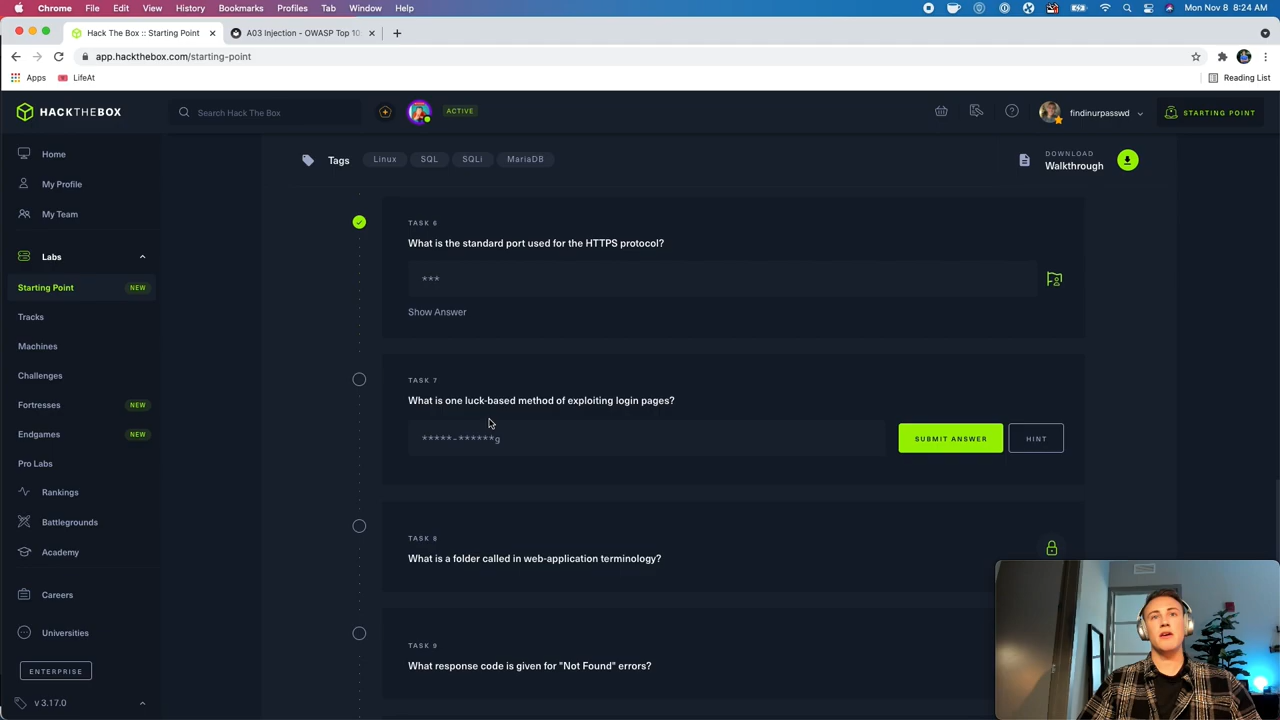 Chrome File Edit View History Bookmarks Profiles Tab Window Help Mon Nov 8 8:24 AM
Hack The Box :: Starting Point A03 Injection - OWASP Top 10:
app.hackthebox.com/starting-point
Apps LifeAt Reading List
HACKTHEBOX Search Hack The Box ACTIVE findinurpasswd STARTING POINT
Home
My Profile
My Team
Labs
Starting Point NEW
Tracks
Machines
Challenges
Fortresses NEW
Endgames NEW
Pro Labs
Rankings
Battlegrounds
Academy
Careers
Universities
ENTERPRISE
v 3.17.0
Tags Linux SQL SQLi MariaDB
DOWNLOAD
Walkthrough
TASK 6
What is the standard port used for the HTTPS protocol?
***
Show Answer
TASK 7
What is one luck-based method of exploiting login pages?
*****-******g SUBMIT ANSWER HINT
TASK 8
What is a folder called in web-application terminology?
TASK 9
What response code is given for "Not Found" errors?